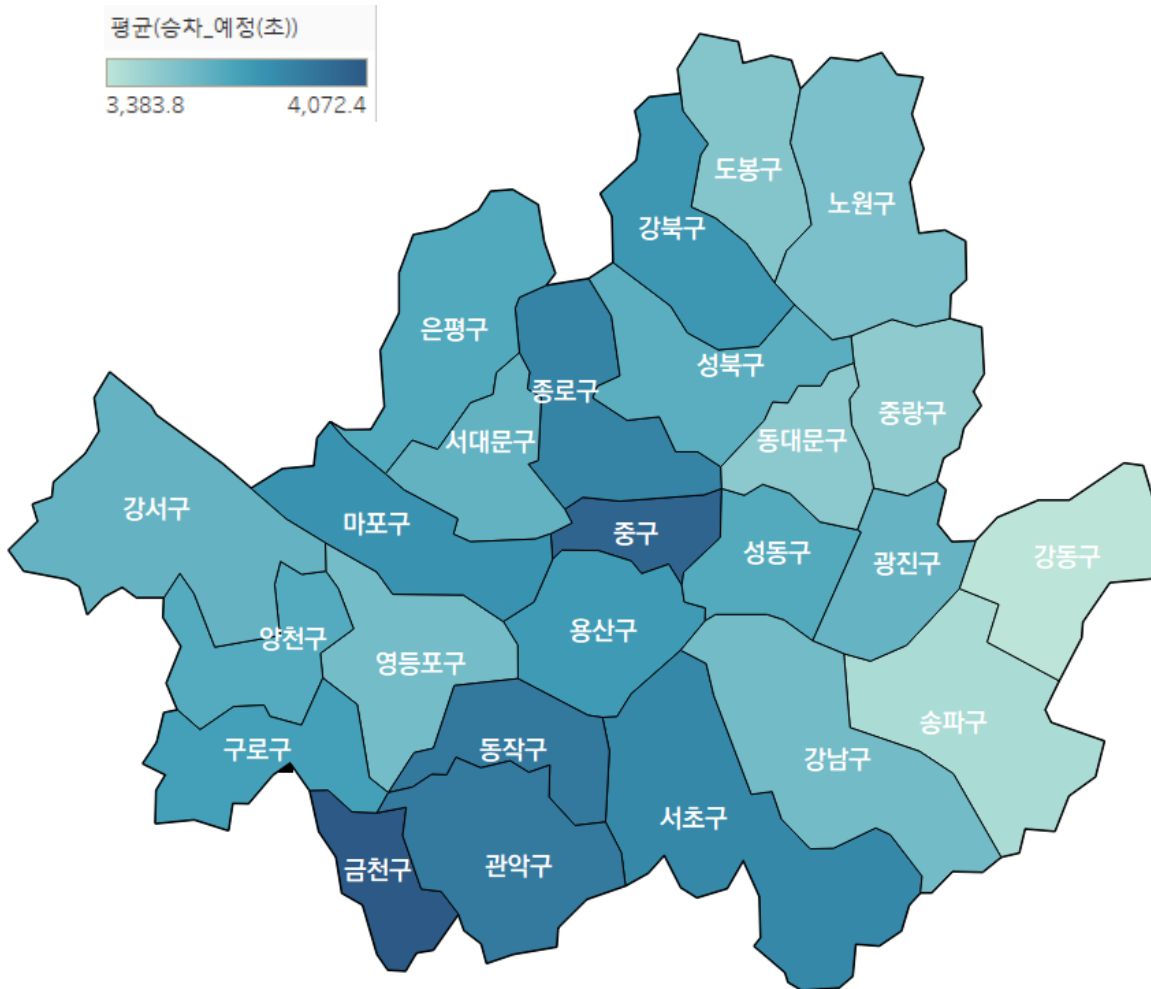 평균(승차_예정(초))
3,383.8 4,072.4
도봉구
노원구
강북구
은평구
성북구
종로구
중랑구
서대문구
동대문구
강서구
마포구
중구
성동구
광진구
강동구
양천구
용산구
영등포구
송파구
구로구
동작구
강남구
서초구
금천구
관악구